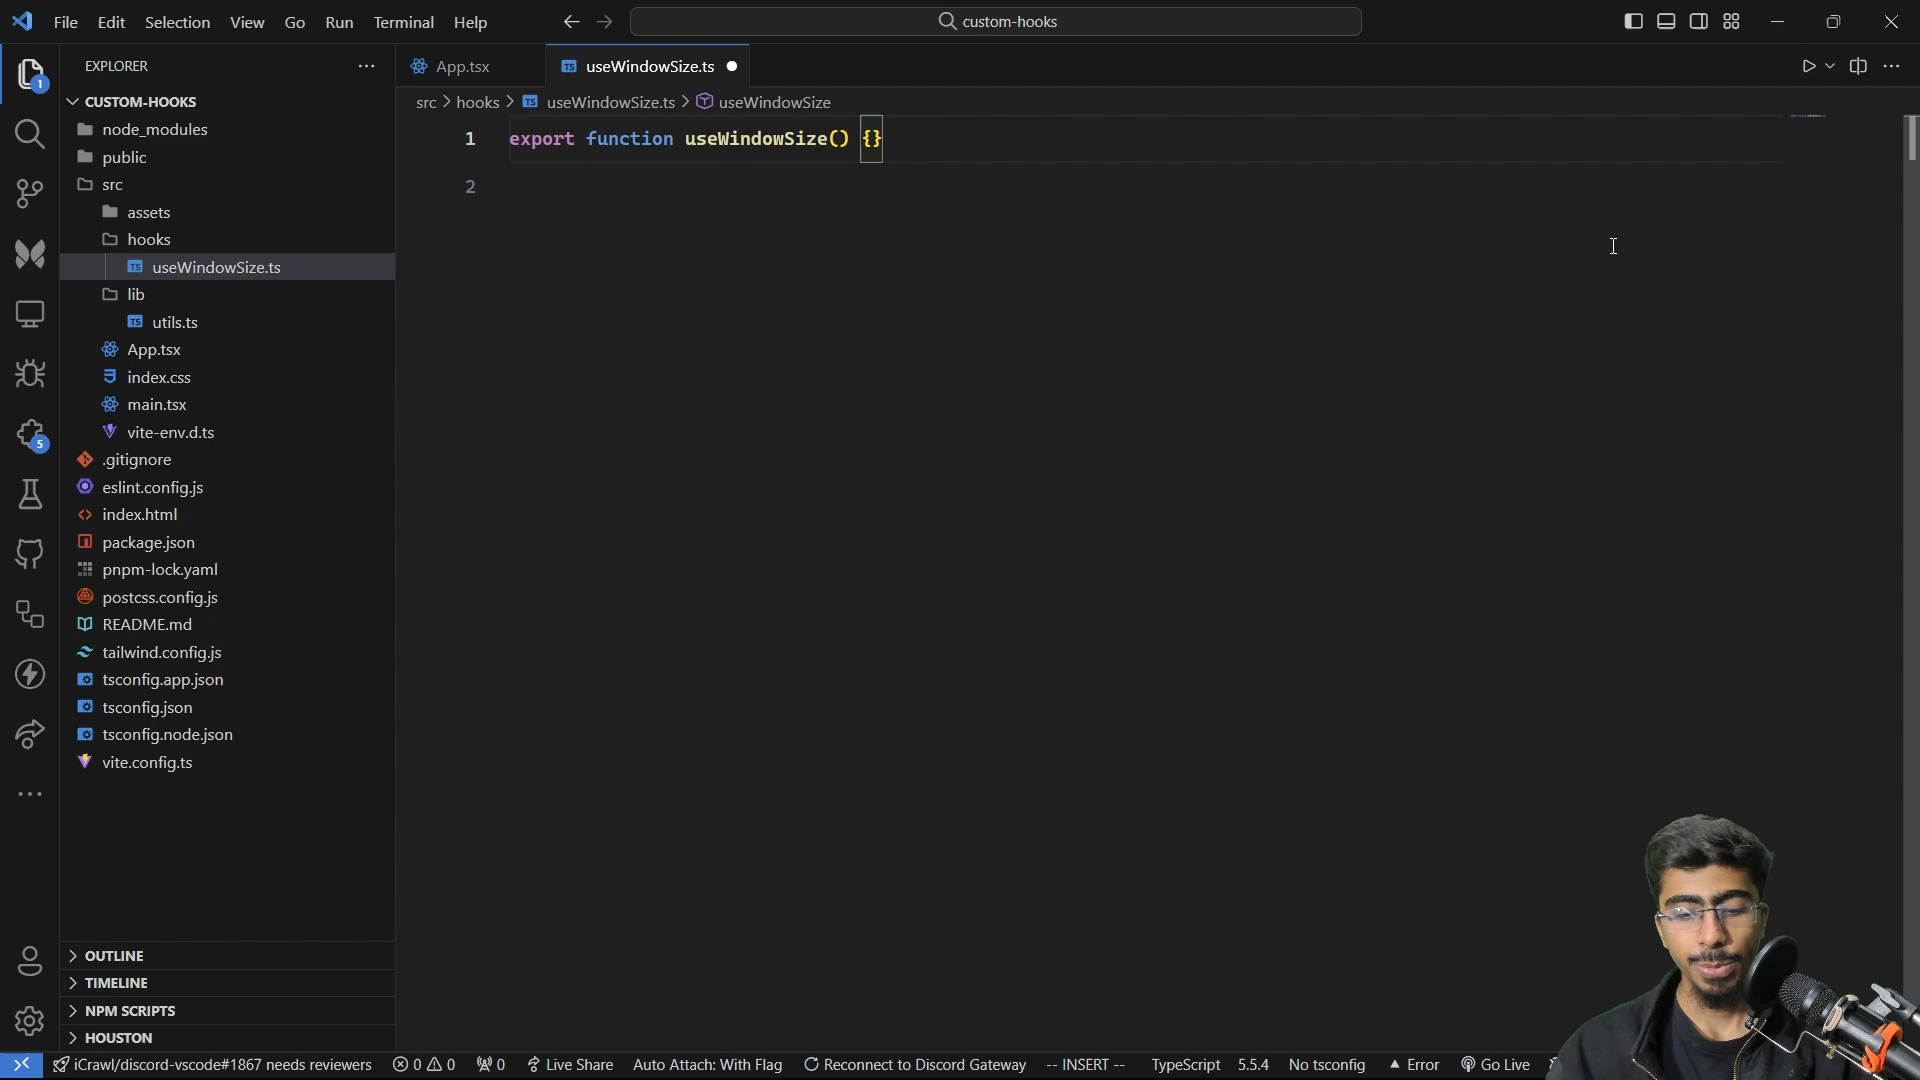 File Edit Selection View Go Run Terminal Help
custom-hooks
EXPLORER
App.tsx
useWindowSize.ts
CUSTOM-HOOKS
src > hooks > useWindowSize.ts > useWindowSize
node_modules
public
src
assets
hooks
useWindowSize.ts
lib
utils.ts
App.tsx
index.css
main.tsx
vite-env.d.ts
.gitignore
eslint.config.js
index.html
package.json
pnpm-lock.yaml
postcss.config.js
README.md
tailwind.config.js
tsconfig.app.json
tsconfig.json
tsconfig.node.json
vite.config.ts
1 export function useWindowSize() {}
2
1
5
OUTLINE
TIMELINE
NPM SCRIPTS
HOUSTON
iCrawl/discord-vscode#1867 needs reviewers 0 0 0 Live Share Auto Attach: With Flag Reconnect to Discord Gateway -- INSERT -- TypeScript 5.5.4 No tsconfig Error Go Live